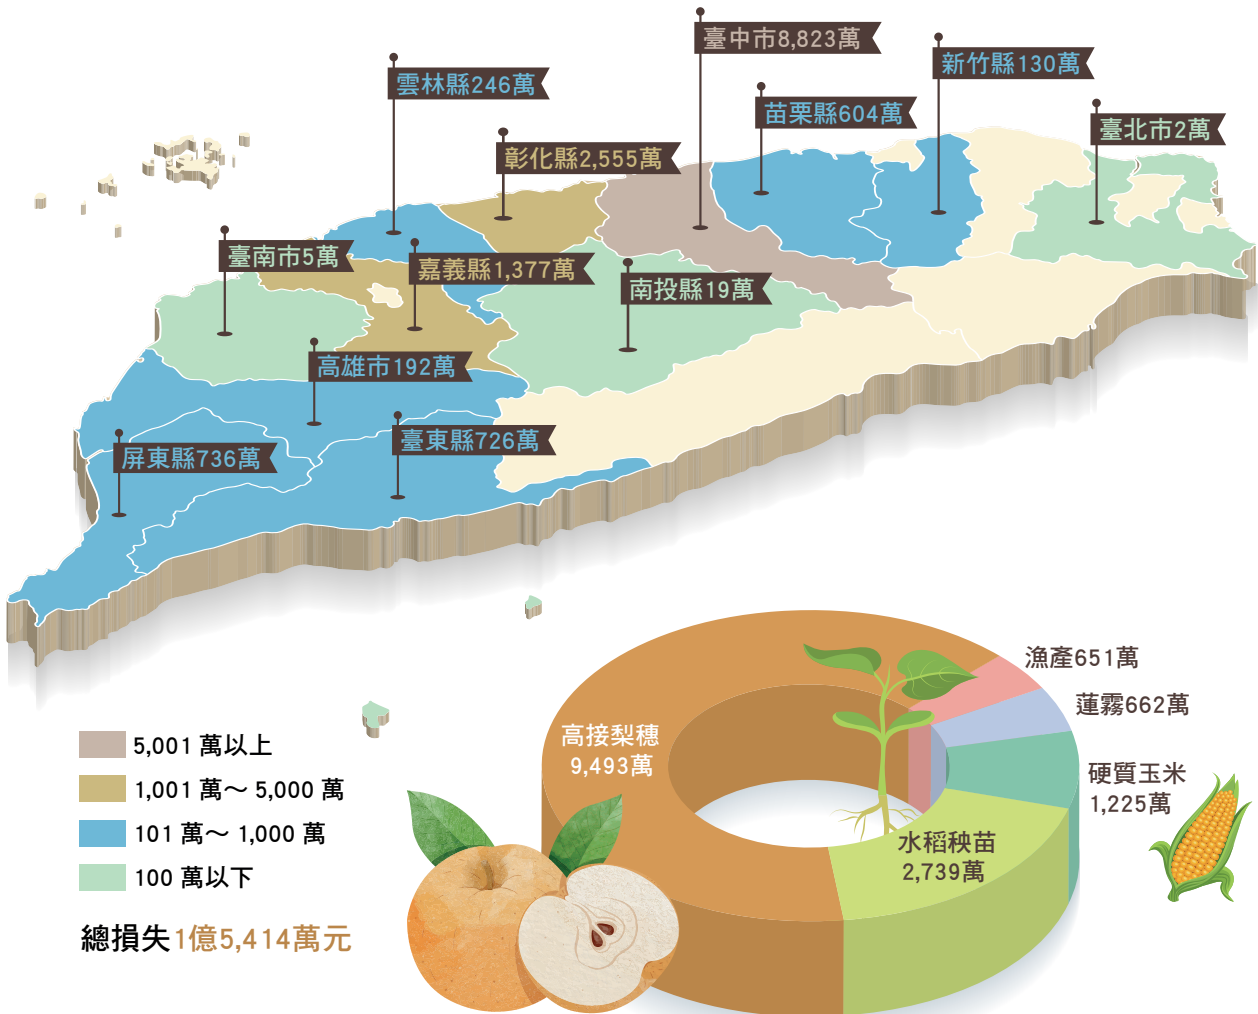 臺中市8,823萬
新竹縣130萬
雲林縣246萬
苗栗縣604萬
臺北市2萬
彰化縣2,555萬
臺南市5萬
嘉義縣1,377萬
南投縣19萬
高雄市192萬
臺東縣726萬
屏東縣736萬
漁產651萬
蓮霧662萬
高接梨穗
9,493萬
硬質玉米
1,225萬
水稻秧苗
2,739萬
5,001 萬以上
1,001 萬～ 5,000 萬
101 萬～ 1,000 萬
100 萬以下
總損失1億5,414萬元